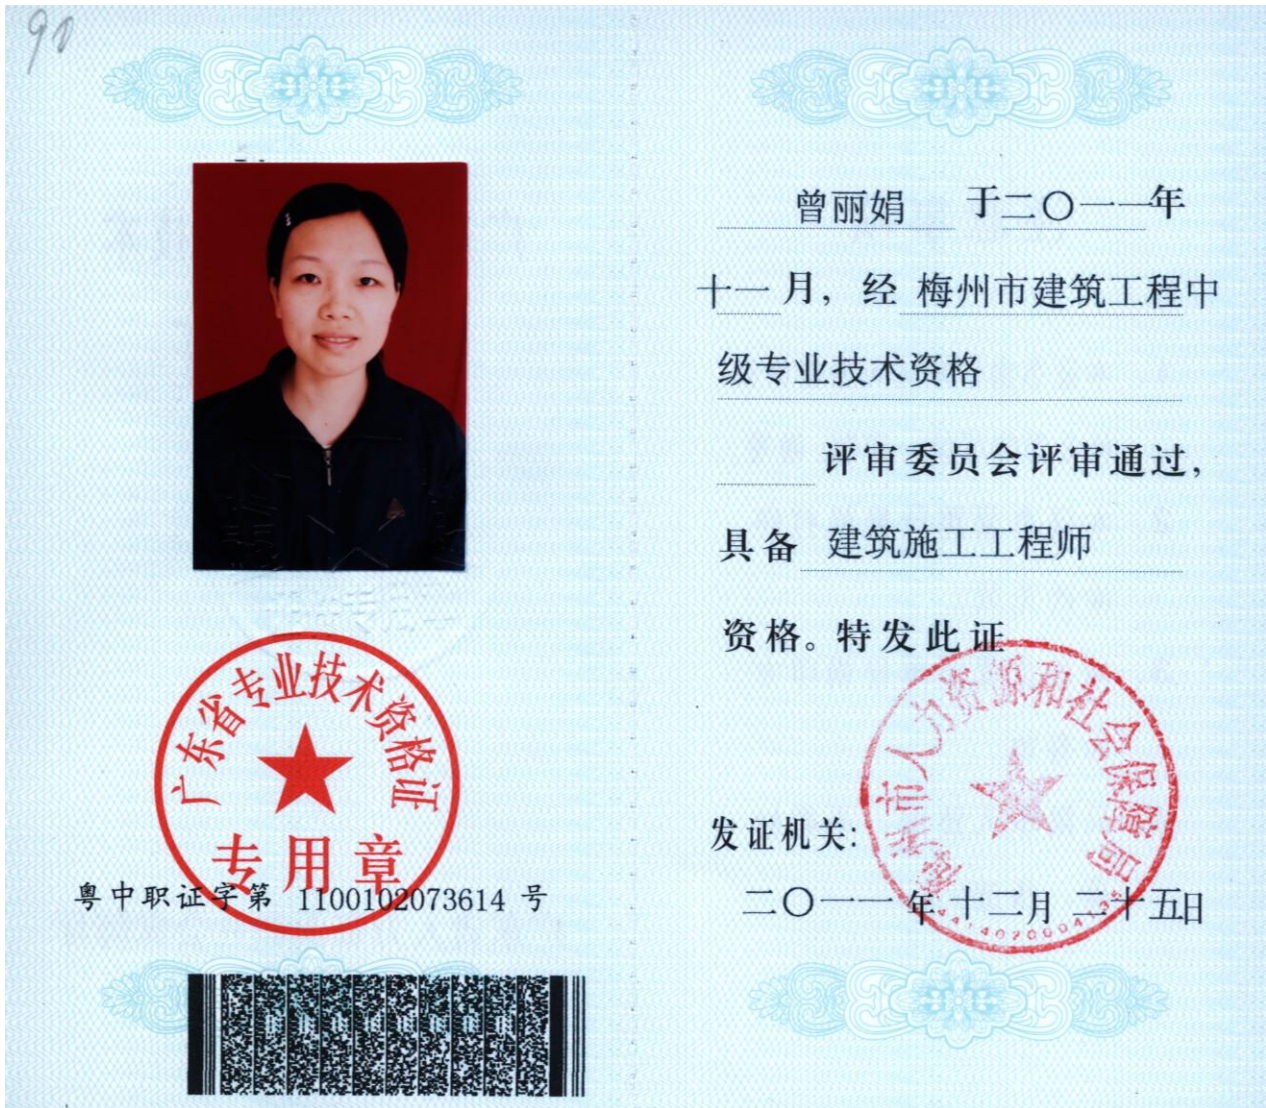 90
广东省专业技术资格证
专用章
粤中职证字第 1100102073614 号
曾丽娟 于二〇一一年
十一月，经 梅州市建筑工程中
级专业技术资格
评审委员会评审通过，
具备 建筑施工工程师
资格。特发此证
梅州市人力资源和社会保障局
发证机关：
二〇一一年十二月二十五日